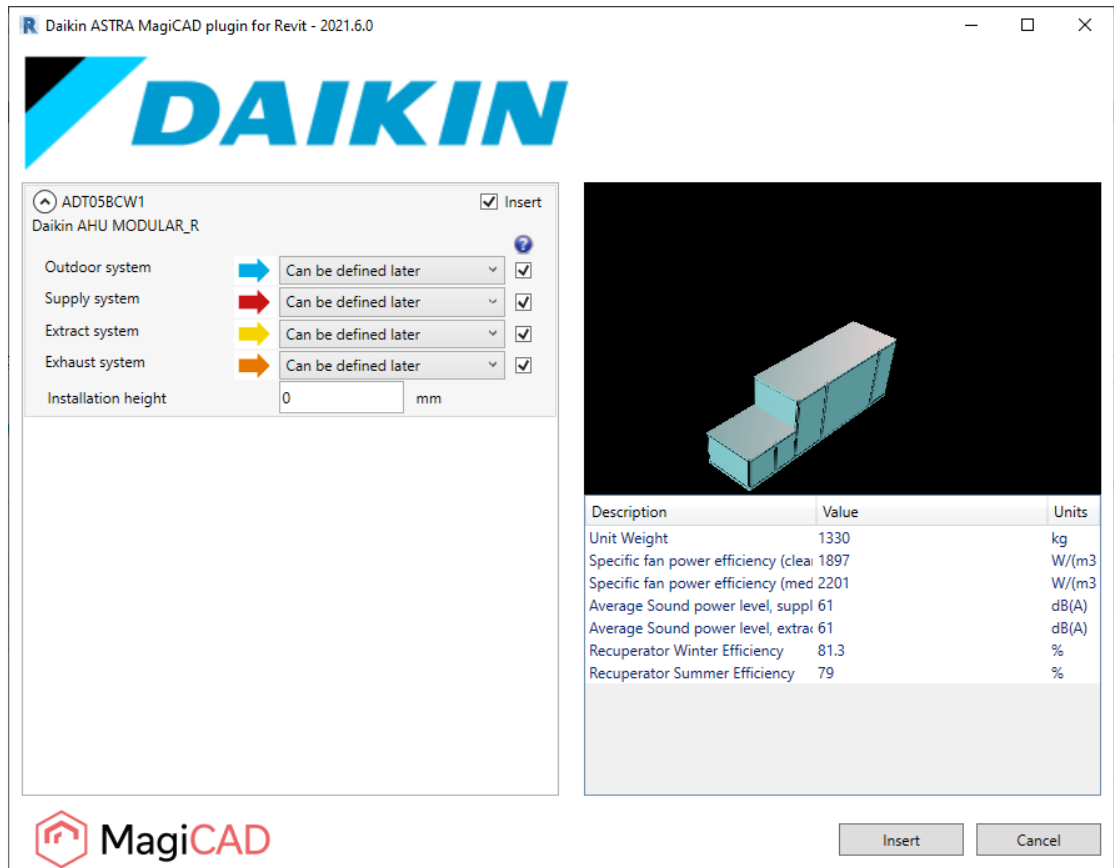 Daikin ASTRA MagiCAD plugin for Revit - 2021.6.0
DAIKIN
ADT05BCW1
Insert
Daikin AHU MODULAR_R
Outdoor system
Can be defined later
Supply system
Can be defined later
Extract system
Can be defined later
Exhaust system
Can be defined later
Installation height
0
mm
Description Value Units
Unit Weight 1330 kg
Specific fan power efficiency (clea 1897 W/(m3
Specific fan power efficiency (med 2201 W/(m3
Average Sound power level, suppl 61 dB(A)
Average Sound power level, extra 61 dB(A)
Recuperator Winter Efficiency 81.3 %
Recuperator Summer Efficiency 79 %
MagiCAD
Insert
Cancel